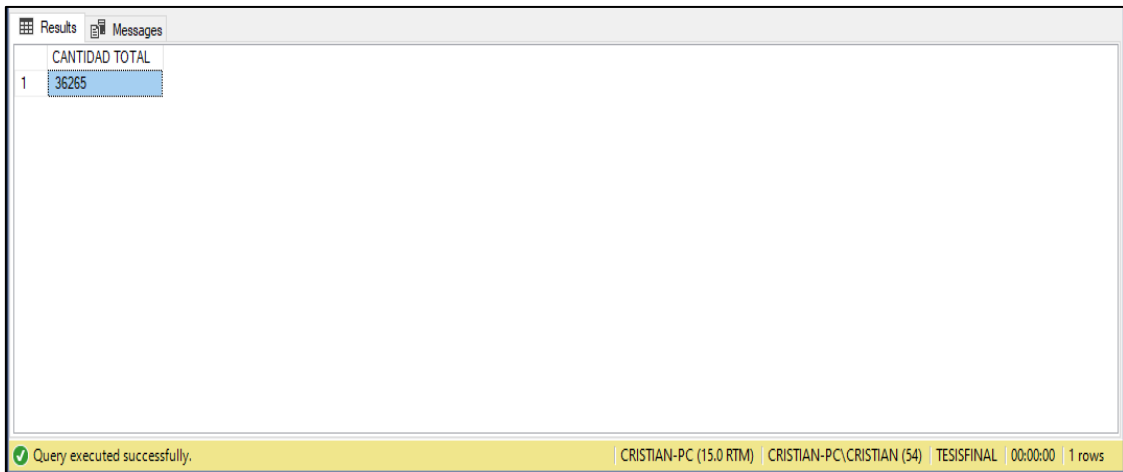 Results Messages
CANTIDAD TOTAL
1 36265
Query executed successfully. CRISTIAN-PC (15.0 RTM) CRISTIAN-PC\CRISTIAN (54) TESISFINAL 00:00:00 1 rows